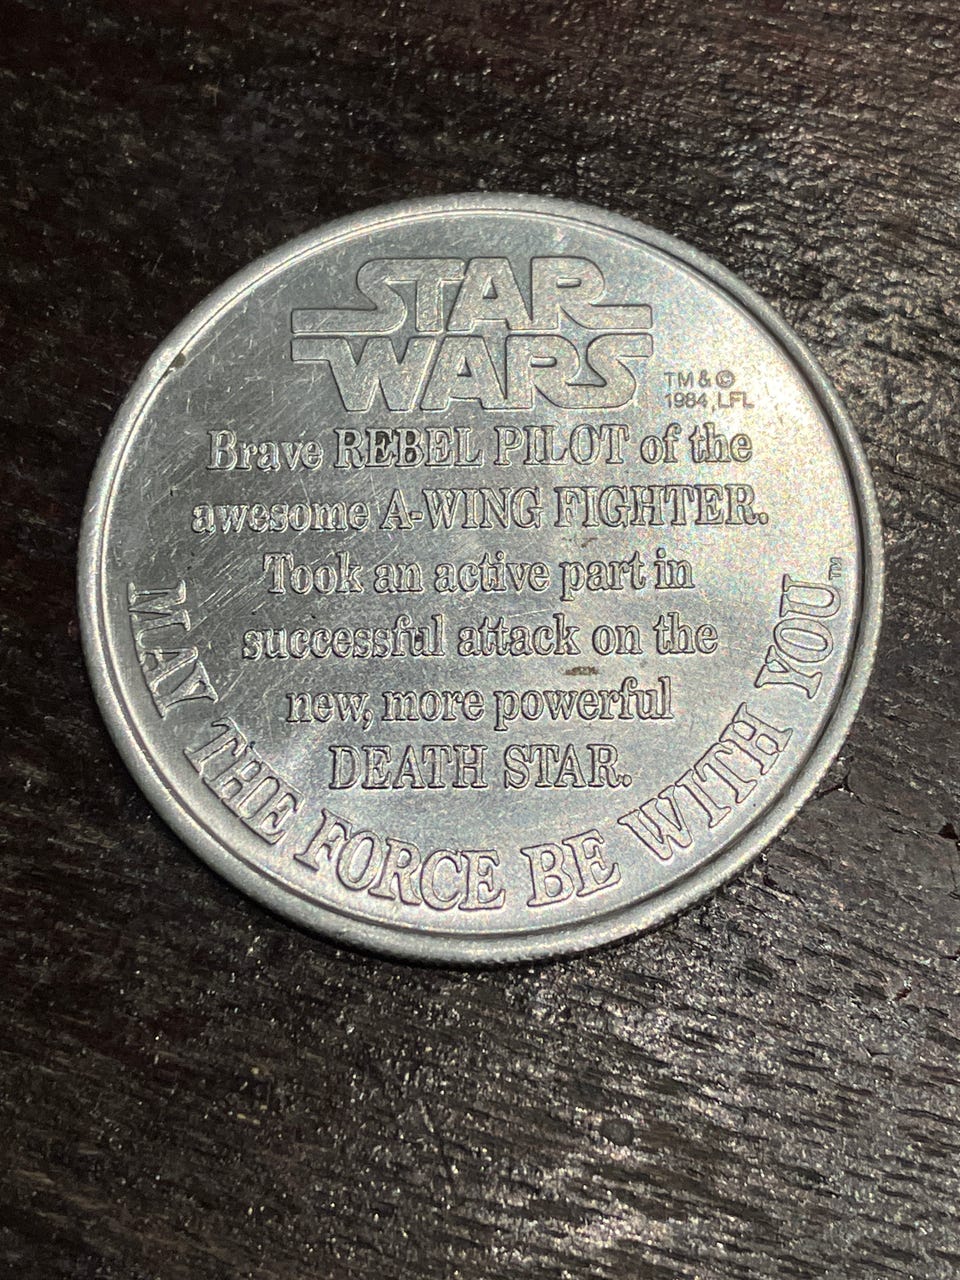 STAR
WARS
TM & ©
1984, LFL
Brave REBEL PILOT of the
awesome A-WING FIGHTER.
Took an active part in
successful attack on the
new, more powerful
DEATH STAR.
MAY THE FORCE BE WITH YOU™